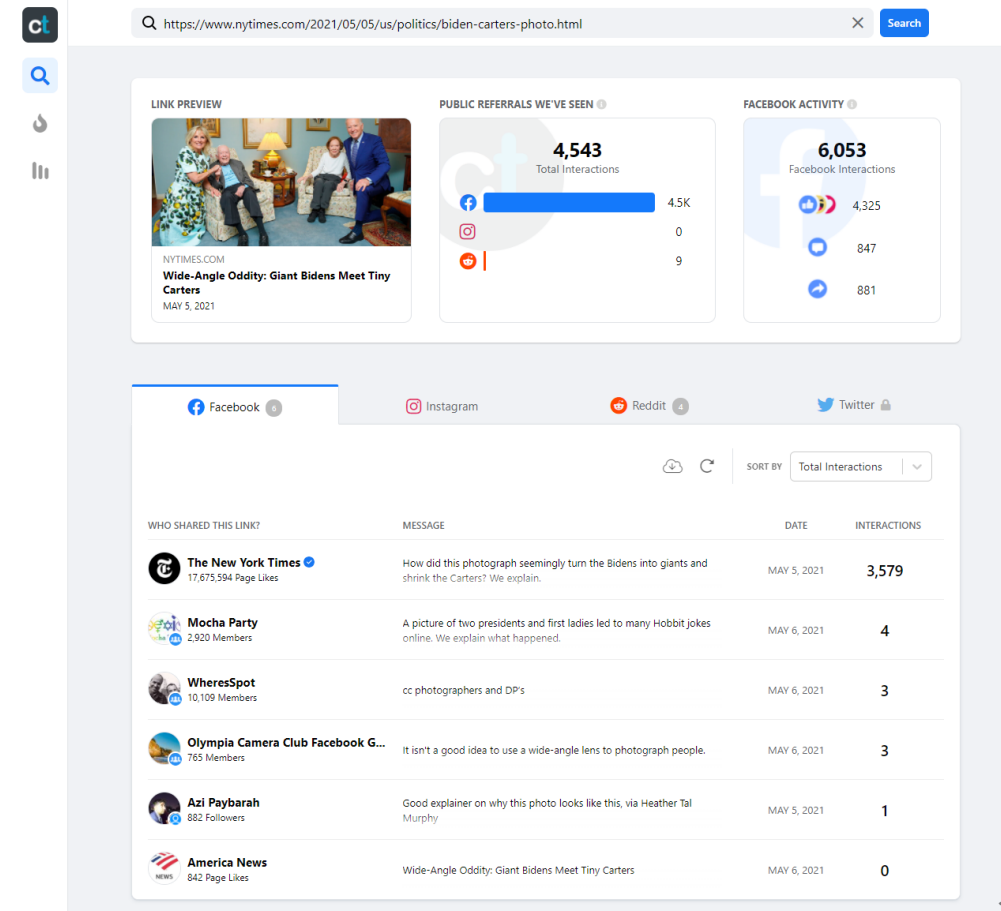 ct
https://www.nytimes.com/2021/05/05/us/politics/biden-carters-photo.html
Search
LINK PREVIEW
NYTIMES.COM
Wide-Angle Oddity: Giant Bidens Meet Tiny
Carters
MAY 5, 2021
PUBLIC REFERRALS WE'VE SEEN
ct
4,543
Total Interactions
4.5K
0
9
FACEBOOK ACTIVITY
6,053
Facebook Interactions
4,325
847
881
Facebook 6
Instagram
Reddit 4
Twitter
SORT BY Total Interactions
WHO SHARED THIS LINK? MESSAGE DATE INTERACTIONS
The New York Times
17,675,594 Page Likes
How did this photograph seemingly turn the Bidens into giants and
shrink the Carters? We explain.
MAY 5, 2021
3,579
Mocha Party
2,920 Members
A picture of two presidents and first ladies led to many Hobbit jokes
online. We explain what happened.
MAY 6, 2021
4
WheresSpot
10,109 Members
cc photographers and DP's
MAY 6, 2021
3
Olympia Camera Club Facebook G...
765 Members
It isn't a good idea to use a wide-angle lens to photograph people.
MAY 6, 2021
3
Azi Paybarah
882 Followers
Good explainer on why this photo looks like this, via Heather Tal
Murphy
MAY 5, 2021
1
NEWS
America News
842 Page Likes
Wide-Angle Oddity: Giant Bidens Meet Tiny Carters
MAY 6, 2021
0